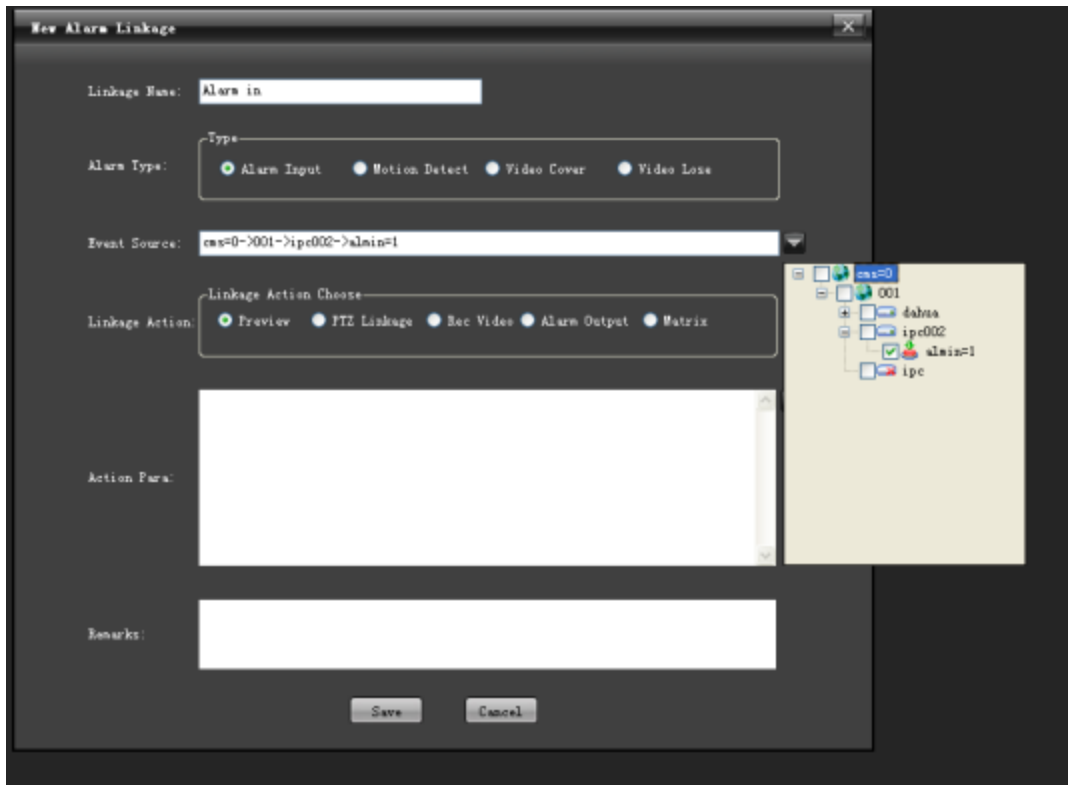 New Alarm Linkage
Linkage Name: Alarm in
Type
Alarm Type: Alarm Input Motion Detect Video Cover Video Lose
Event Source: cms=0->001->ipc002->almin=1
cms=0
001
dahua
ipc002
almin=1
ipc
Linkage Action Choose
Linkage Action: Preview PTZ Linkage Rec Video Alarm Output Matrix
Action Para:
Remarks:
Save Cancel